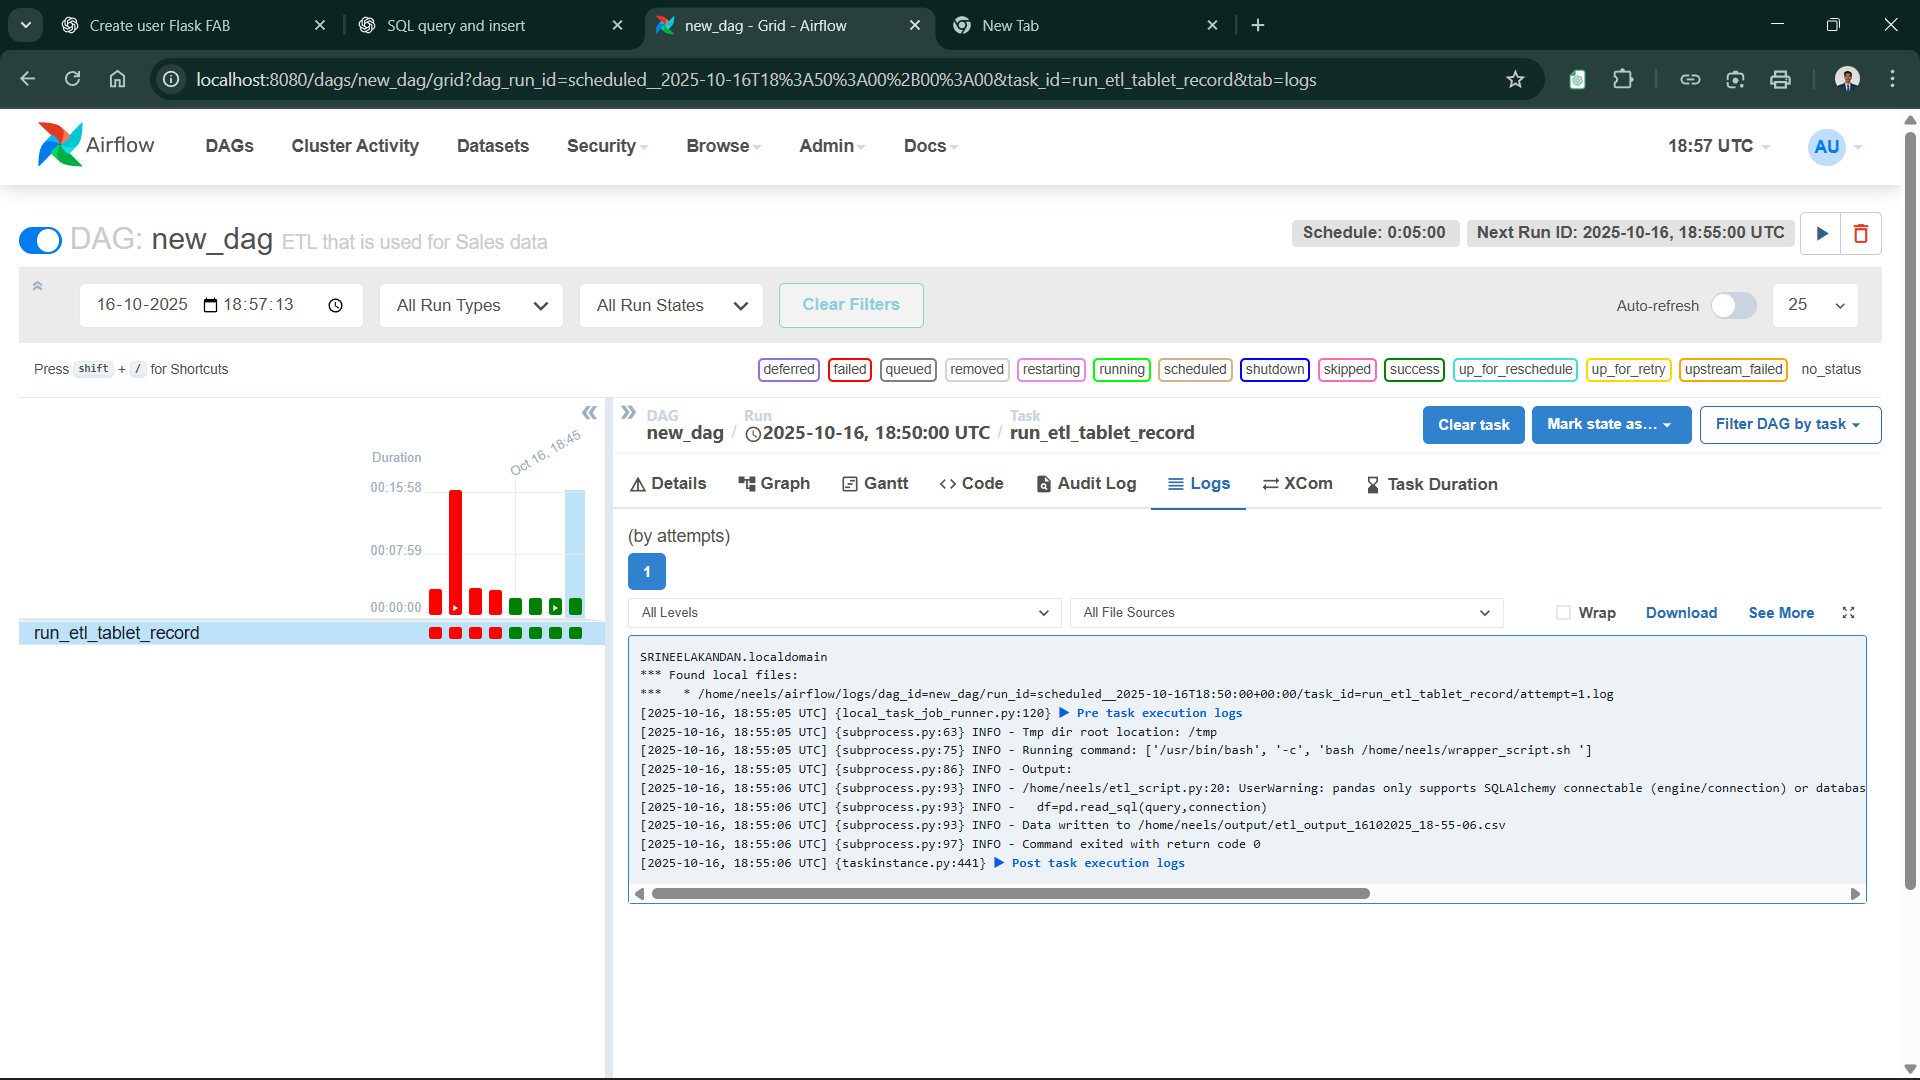 Create user Flask FAB
SQL query and insert
new_dag - Grid - Airflow
New Tab
localhost:8080/dags/new_dag/grid?dag_run_id=scheduled__2025-10-16T18%3A50%3A00%2B00%3A00&task_id=run_etl_tablet_record&tab=logs
Airflow
DAGs
Cluster Activity
Datasets
Security
Browse
Admin
Docs
18:57 UTC
AU
DAG: new_dag ETL that is used for Sales data
Schedule: 0:05:00
Next Run ID: 2025-10-16, 18:55:00 UTC
16-10-2025 18:57:13
All Run Types
All Run States
Clear Filters
Auto-refresh
25
Press shift + / for Shortcuts
deferred failed queued removed restarting running scheduled shutdown skipped success up_for_reschedule up_for_retry upstream_failed no_status
Oct 16, 18:45
Duration
00:15:58
00:07:59
00:00:00
run_etl_tablet_record
DAG
new_dag
/
Run
2025-10-16, 18:50:00 UTC
/
Task
run_etl_tablet_record
Clear task
Mark state as...
Filter DAG by task
Details
Graph
Gantt
Code
Audit Log
Logs
XCom
Task Duration
(by attempts)
1
All Levels
All File Sources
Wrap
Download
See More
SRINEELAKANDAN.localdomain
*** Found local files:
***   * /home/neels/airflow/logs/dag_id=new_dag/run_id=scheduled__2025-10-16T18:50:00+00:00/task_id=run_etl_tablet_record/attempt=1.log
[2025-10-16, 18:55:05 UTC] {local_task_job_runner.py:120} ▶ Pre task execution logs
[2025-10-16, 18:55:05 UTC] {subprocess.py:63} INFO - Tmp dir root location: /tmp
[2025-10-16, 18:55:05 UTC] {subprocess.py:75} INFO - Running command: ['/usr/bin/bash', '-c', 'bash /home/neels/wrapper_script.sh ']
[2025-10-16, 18:55:05 UTC] {subprocess.py:86} INFO - Output:
[2025-10-16, 18:55:06 UTC] {subprocess.py:93} INFO - /home/neels/etl_script.py:20: UserWarning: pandas only supports SQLAlchemy connectable (engine/connection) or databas
[2025-10-16, 18:55:06 UTC] {subprocess.py:93} INFO -   df=pd.read_sql(query,connection)
[2025-10-16, 18:55:06 UTC] {subprocess.py:93} INFO - Data written to /home/neels/output/etl_output_16102025_18-55-06.csv
[2025-10-16, 18:55:06 UTC] {subprocess.py:97} INFO - Command exited with return code 0
[2025-10-16, 18:55:06 UTC] {taskinstance.py:441} ▶ Post task execution logs